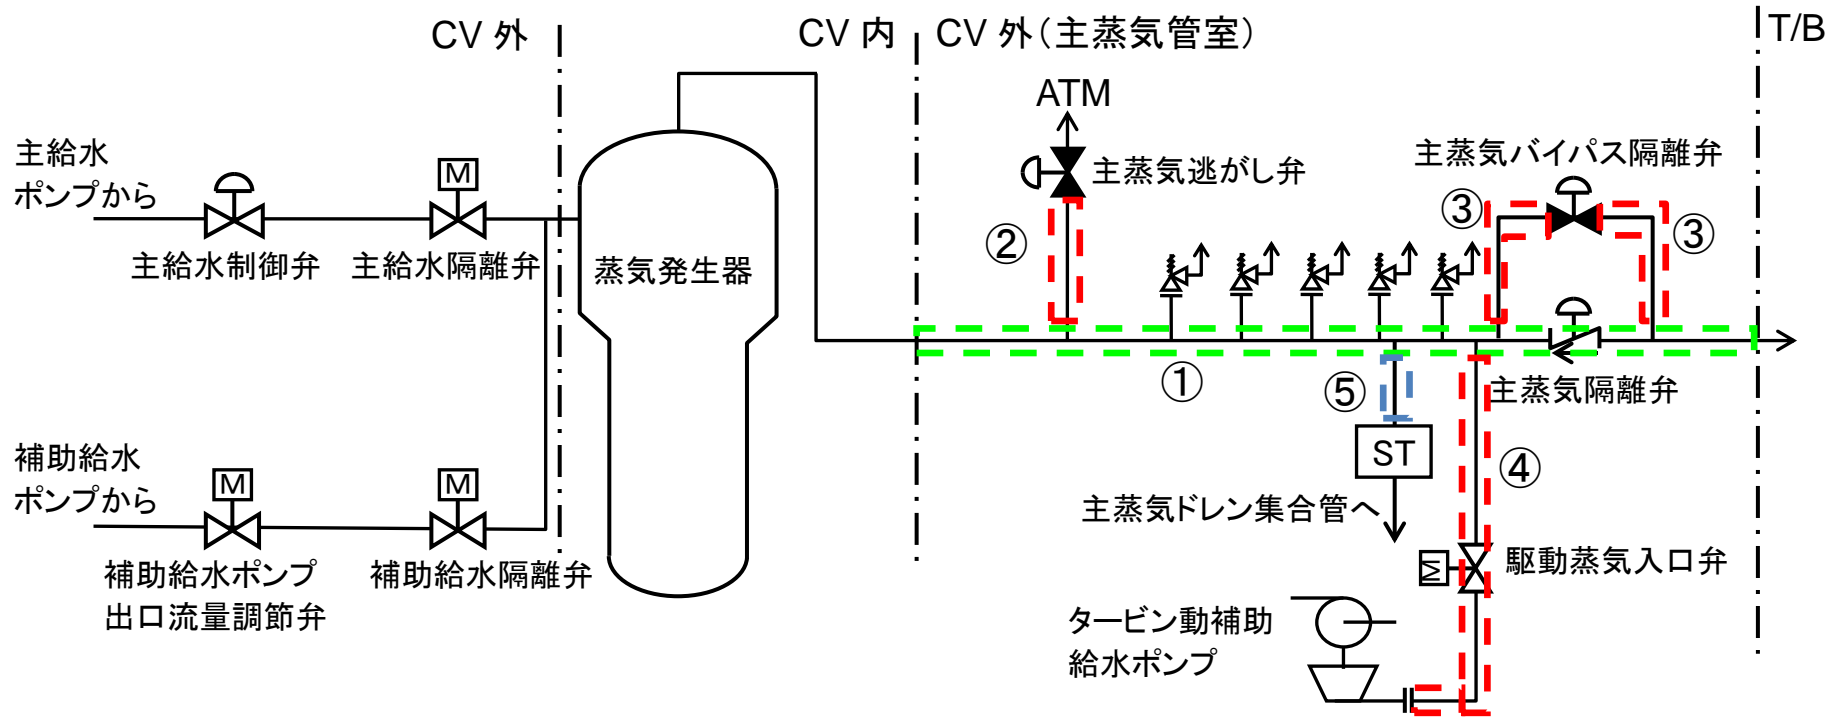 CV 外
CV 内
CV 外（主蒸気管室）
T/B
ATM
主給水
ポンプから
M
主蒸気逃がし弁
主蒸気バイパス隔離弁
③
③
②
主給水制御弁
主給水隔離弁
蒸気発生器
①
⑤
主蒸気隔離弁
補助給水
ポンプから
M
M
ST
④
主蒸気ドレン集合管へ
補助給水ポンプ
出口流量調節弁
補助給水隔離弁
M
駆動蒸気入口弁
タービン動補助
給水ポンプ